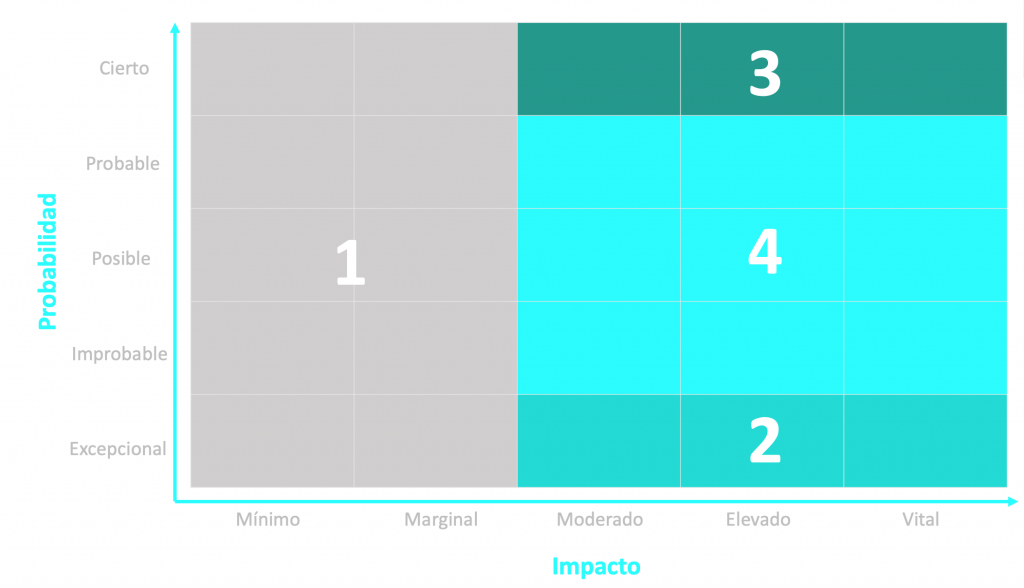 Cierto
3
Probable
Probabilidad
Posible
1
4
Improbable
Excepcional
2
Mínimo
Marginal
Moderado
Elevado
Vital
Impacto